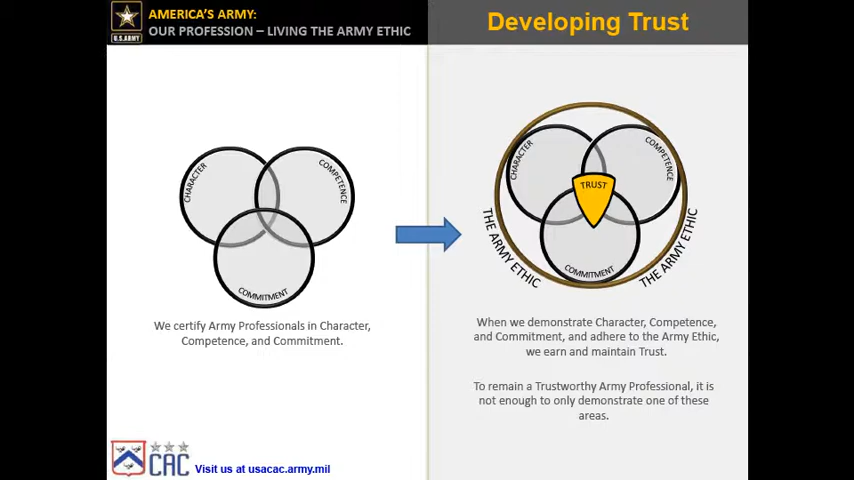 AMERICA'S ARMY:
OUR PROFESSION – LIVING THE ARMY ETHIC
U.S.ARMY
Developing Trust
CHARACTER
COMPETENCE
COMMITMENT
We certify Army Professionals in Character,
Competence, and Commitment.
CHARACTER
COMPETENCE
TRUST
COMMITMENT
THE ARMY ETHIC
THE ARMY ETHIC
When we demonstrate Character, Competence,
and Commitment, and adhere to the Army Ethic,
we earn and maintain Trust.
To remain a Trustworthy Army Professional, it is
not enough to only demonstrate one of these
areas.
CAC
Visit us at usacac.army.mil